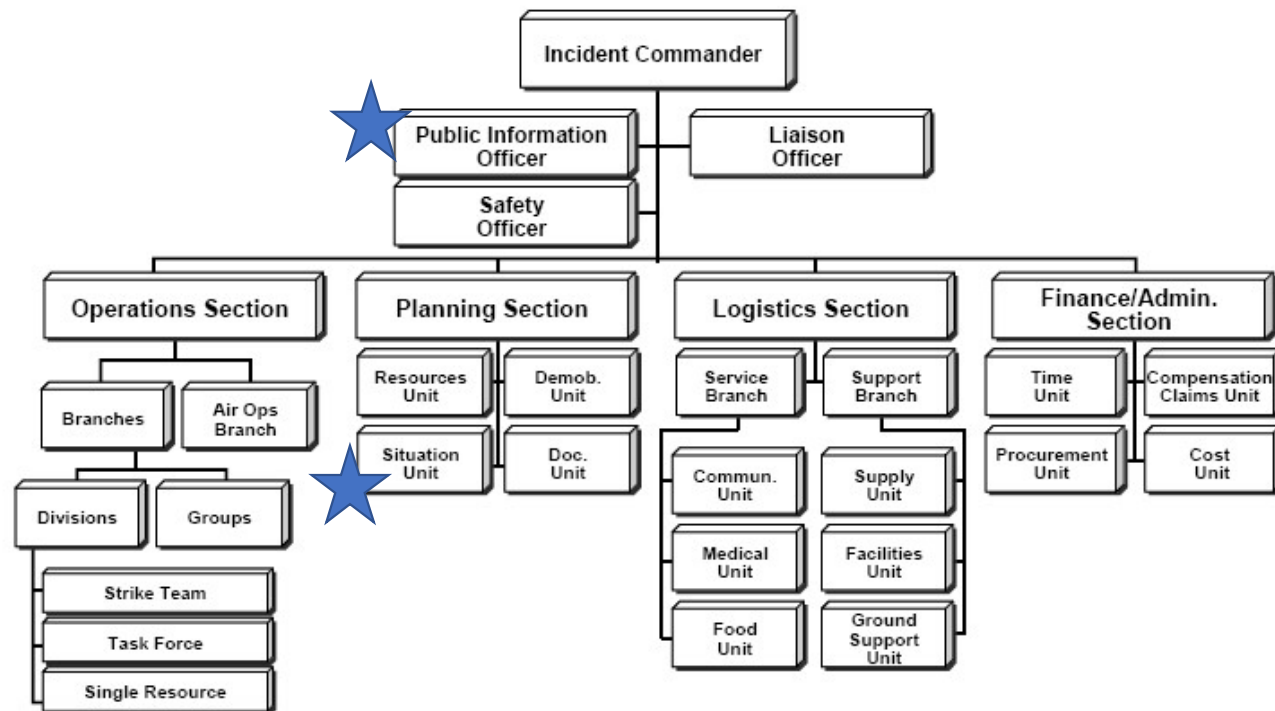 Incident Commander
Public Information
Officer
Liaison
Officer
Safety
Officer
Operations Section
Planning Section
Logistics Section
Finance/Admin.
Section
Branches
Air Ops
Branch
Divisions
Groups
Strike Team
Task Force
Single Resource
Resources
Unit
Demob.
Unit
Situation
Unit
Doc.
Unit
Service
Branch
Support
Branch
Commun.
Unit
Supply
Unit
Medical
Unit
Facilities
Unit
Food
Unit
Ground
Support
Unit
Time
Unit
Compensation
Claims Unit
Procurement
Unit
Cost
Unit